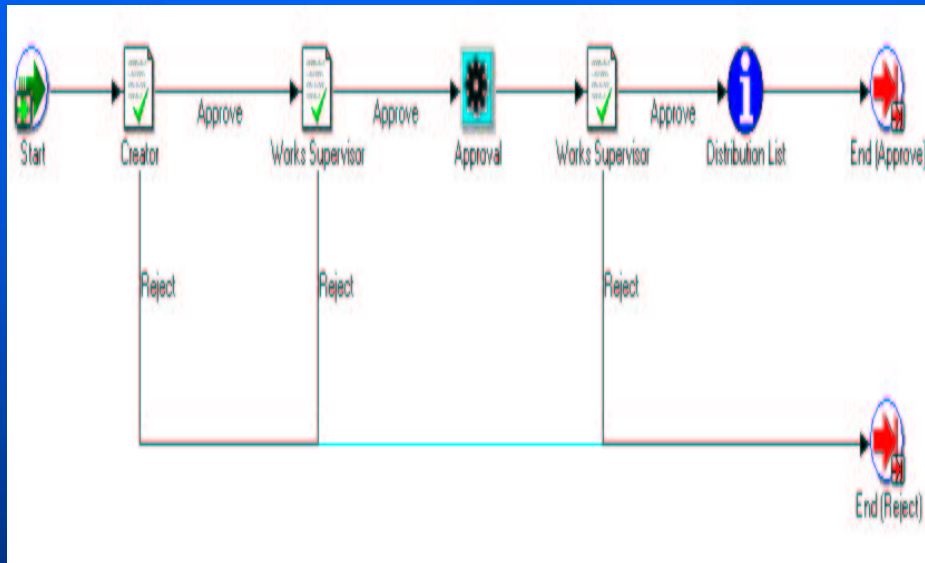 Approve
Approve
Approve
Start
Creator
Works Supervisor
Approval
Works Supervisor
Distribution List
End (Approve)
Reject
Reject
Reject
End (Reject)